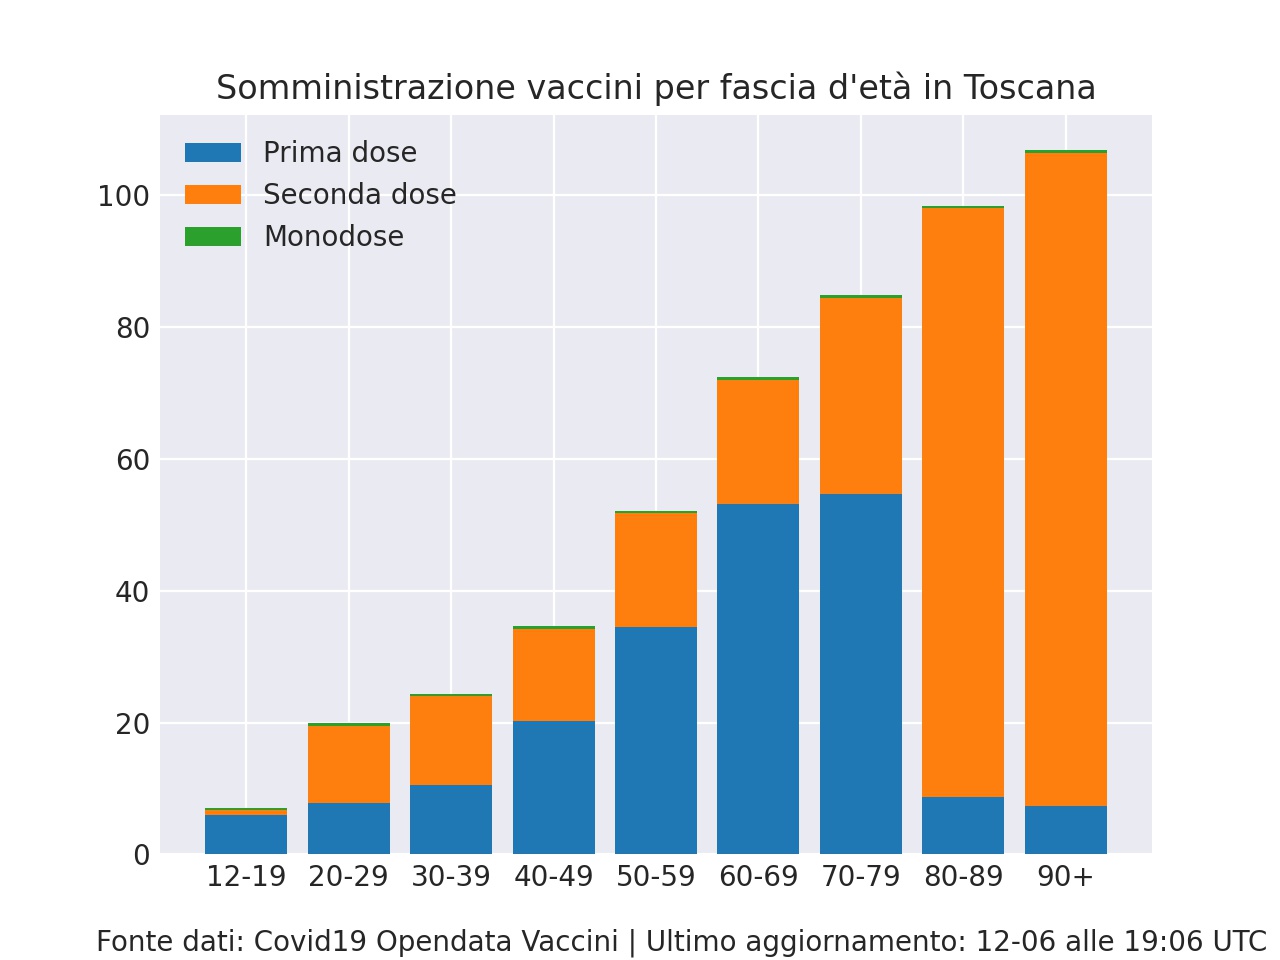 Somministrazione vaccini per fascia d'età in Toscana
Prima dose
Seconda dose
Monodose
100
80
60
40
20
0
12-19 20-29 30-39 40-49 50-59 60-69 70-79 80-89 90+
Fonte dati: Covid19 Opendata Vaccini | Ultimo aggiornamento: 12-06 alle 19:06 UTC